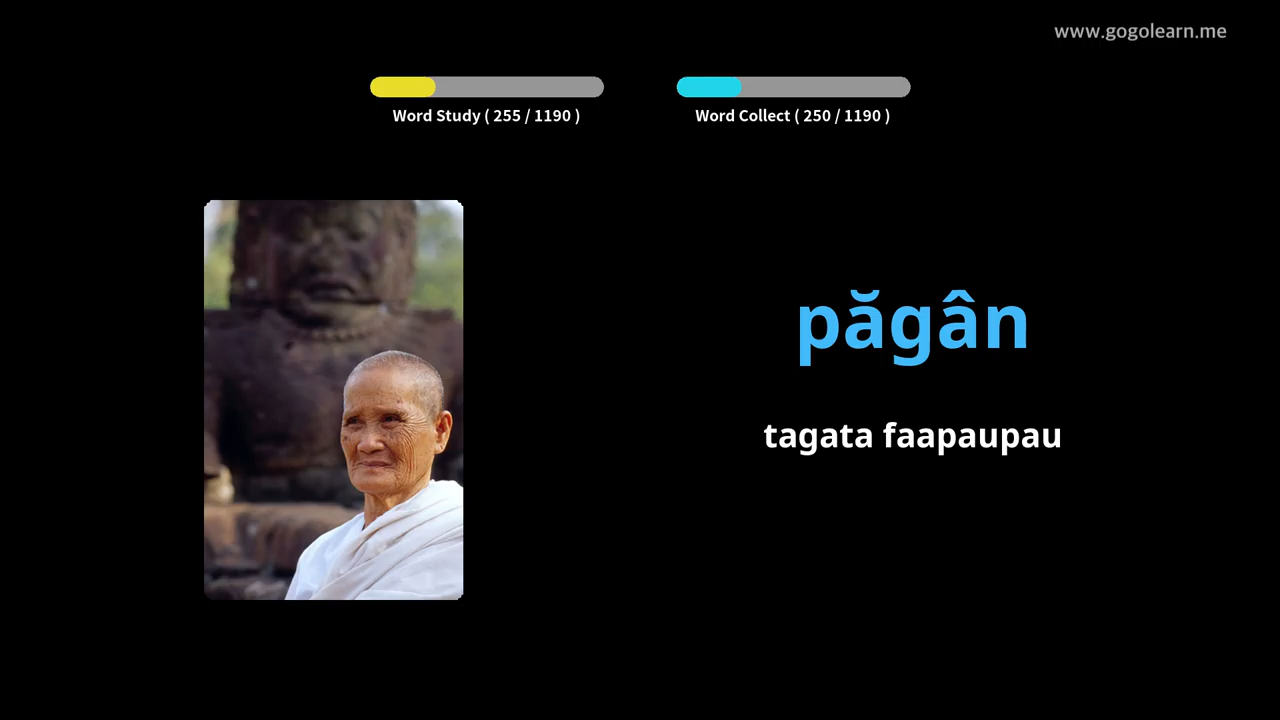 www.gogolearn.me
Word Study ( 255 / 1190 )
Word Collect ( 250 / 1190 )
păgân
tagata faapaupau